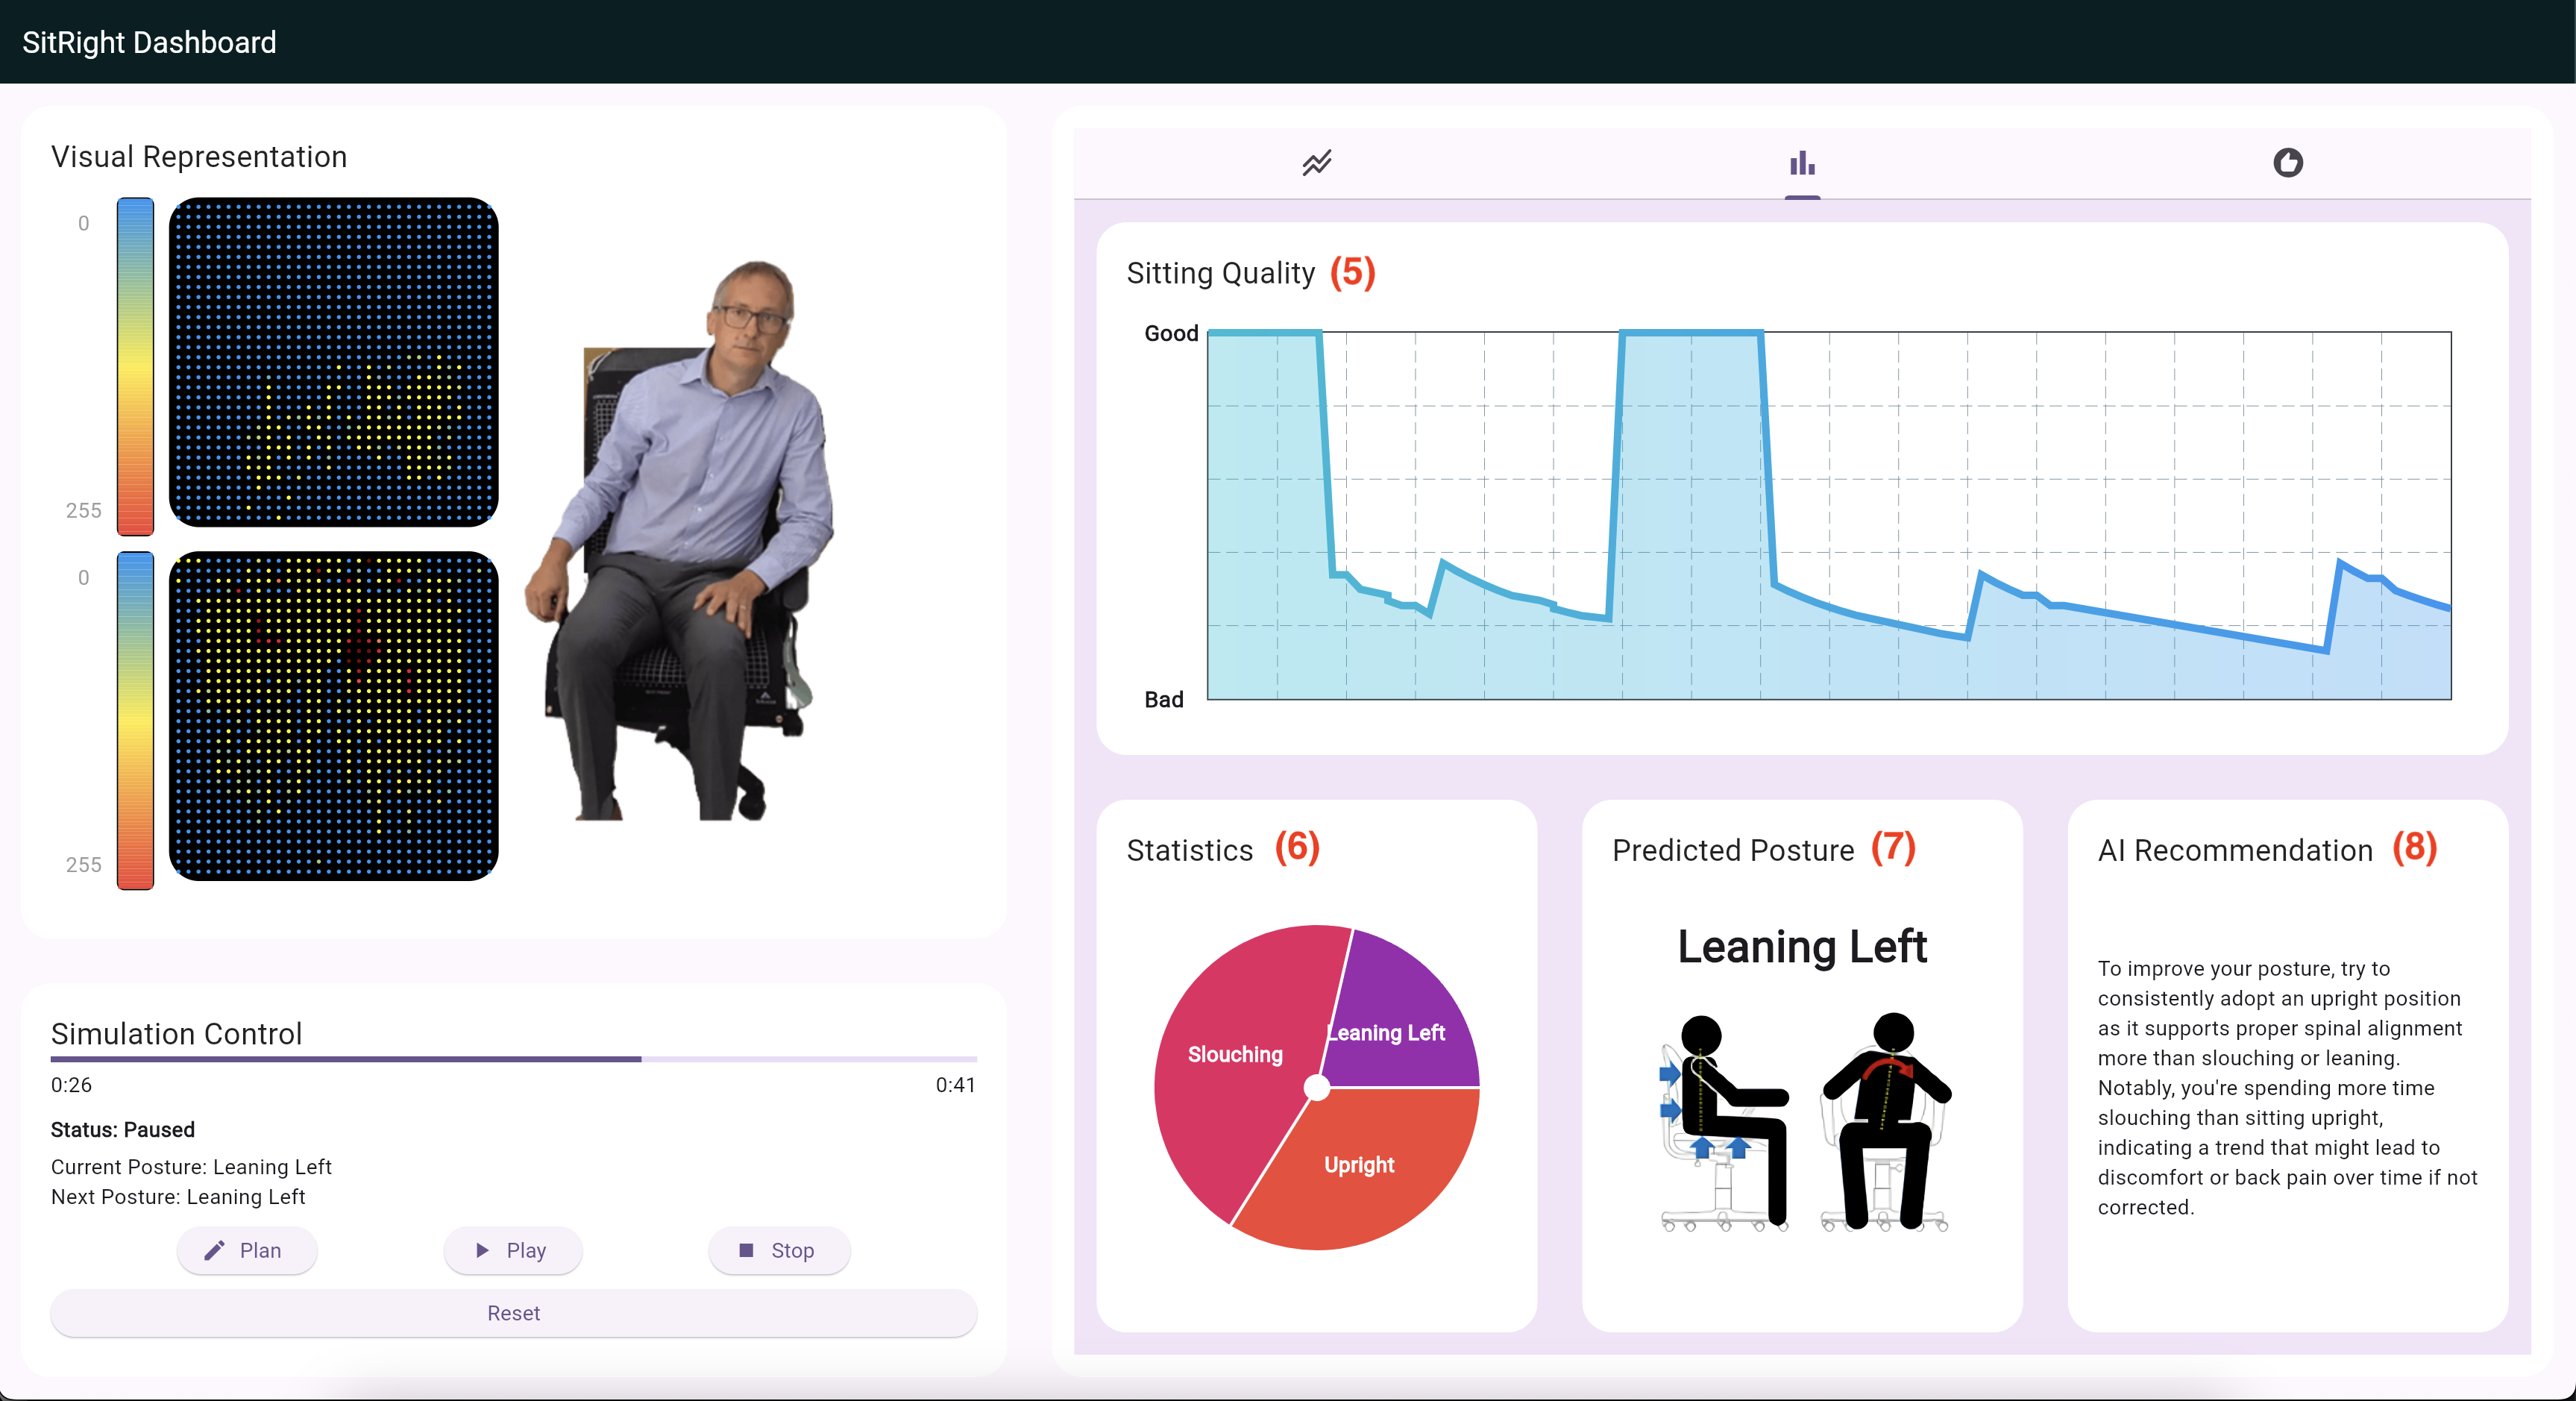 SitRight Dashboard
Visual Representation
0
255
0
255
Simulation Control
0:26
0:41
Status: Paused
Current Posture: Leaning Left
Next Posture: Leaning Left
Plan
Play
Stop
Reset
Sitting Quality (5)
Good
Bad
Statistics (6)
Slouching
Leaning Left
Upright
Predicted Posture (7)
Leaning Left
AI Recommendation (8)
To improve your posture, try to
consistently adopt an upright position
as it supports proper spinal alignment
more than slouching or leaning.
Notably, you're spending more time
slouching than sitting upright,
indicating a trend that might lead to
discomfort or back pain over time if not
corrected.